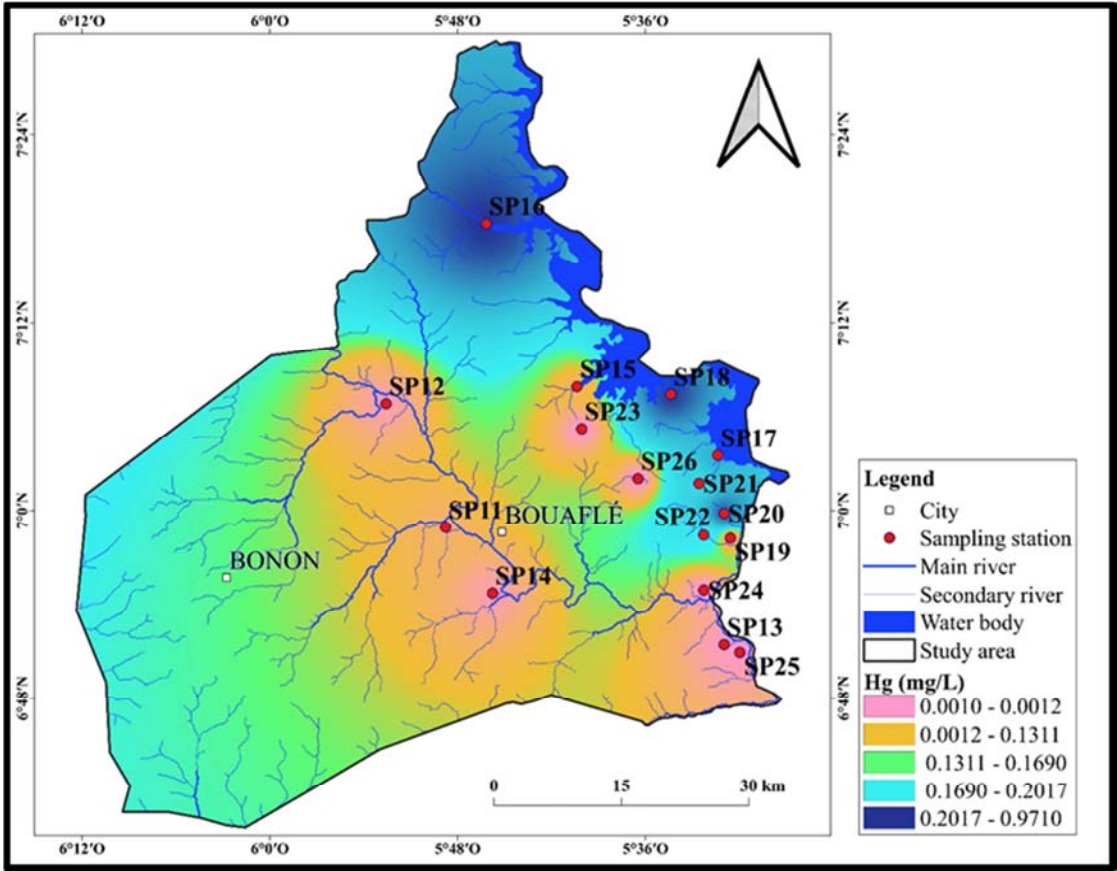 6°12'O 6°0'O 5°48'O 5°36'O
7°24'N 7°24'N
SP16
7°12'N 7°12'N
SP15
SP18
SP12
SP23
SP17
SP26
SP21
SP11
BOUAFLÉ
SP22
SP20
7°0'N 7°0'N
SP19
BONON
SP14
SP24
SP13
SP25
6°48'N 6°48'N
0 15 30 km
6°12'O 6°0'O 5°48'O 5°36'O
Legend
City
Sampling station
Main river
Secondary river
Water body
Study area
Hg (mg/L)
0.0010 - 0.0012
0.0012 - 0.1311
0.1311 - 0.1690
0.1690 - 0.2017
0.2017 - 0.9710